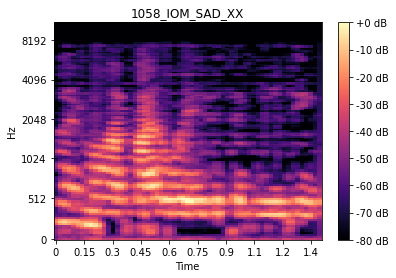 1058_IOM_SAD_XX
+0 dB
8192
-10 dB
4096
-20 dB
-30 dB
2048
Hz
-40 dB
1024
-50 dB
512
-60 dB
-70 dB
0
-80 dB
0 0.15 0.3 0.45 0.6 0.75 0.9 1.1 1.2 1.4
Time